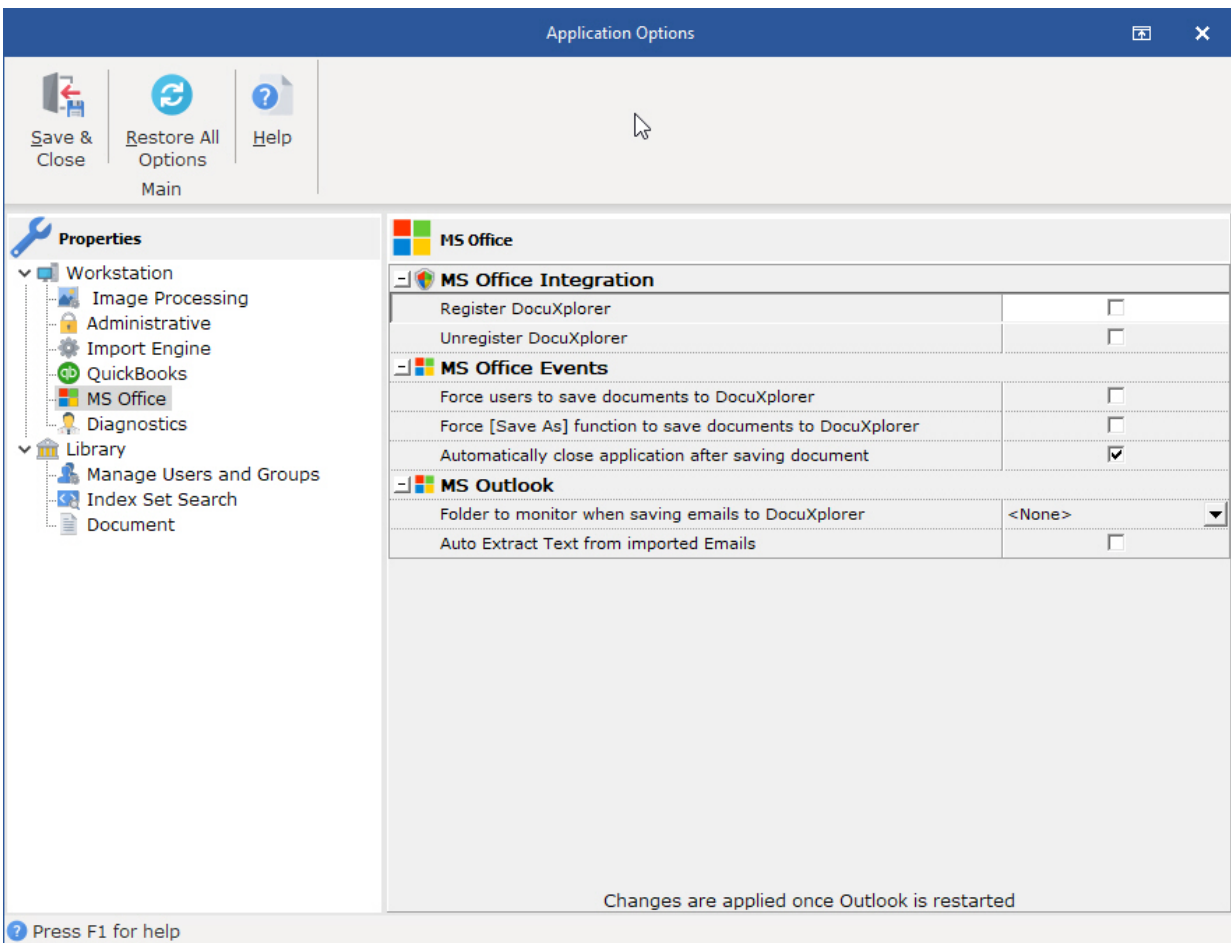 Application Options
Save &
Close
Restore All
Options
Help
Main
Properties
Workstation
Image Processing
Administrative
Import Engine
qb QuickBooks
MS Office
Diagnostics
Library
Manage Users and Groups
Index Set Search
Document
MS Office
MS Office Integration
Register DocuXplorer
Unregister DocuXplorer
MS Office Events
Force users to save documents to DocuXplorer
Force [Save As] function to save documents to DocuXplorer
Automatically close application after saving document
MS Outlook
Folder to monitor when saving emails to DocuXplorer <None>
Auto Extract Text from imported Emails
Changes are applied once Outlook is restarted
Press F1 for help